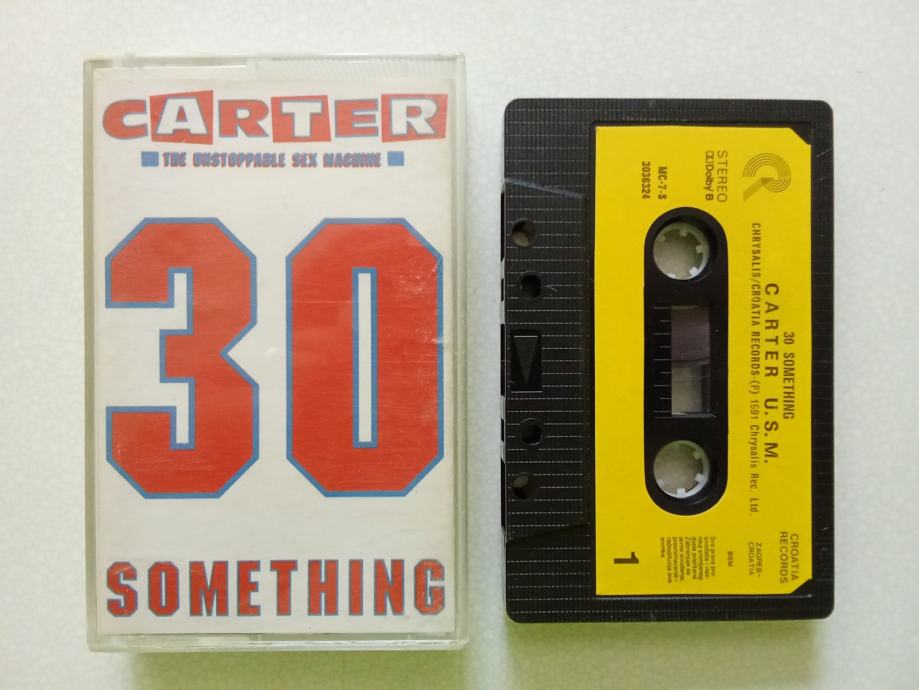 CARTER
THE UNSTOPPABLE SEX MACHINE
30
SOMETHING
STEREO
Dolby B
MC-7-S
3036324
30 SOMETHING
CARTER U.S.M.
CHRYSALIS/CROATIA RECORDS-(P) 1591 Chrysalis Rec. Ltd.
CROATIA
RECORDS
ZAGREB-
CROATIA
BIEM
1